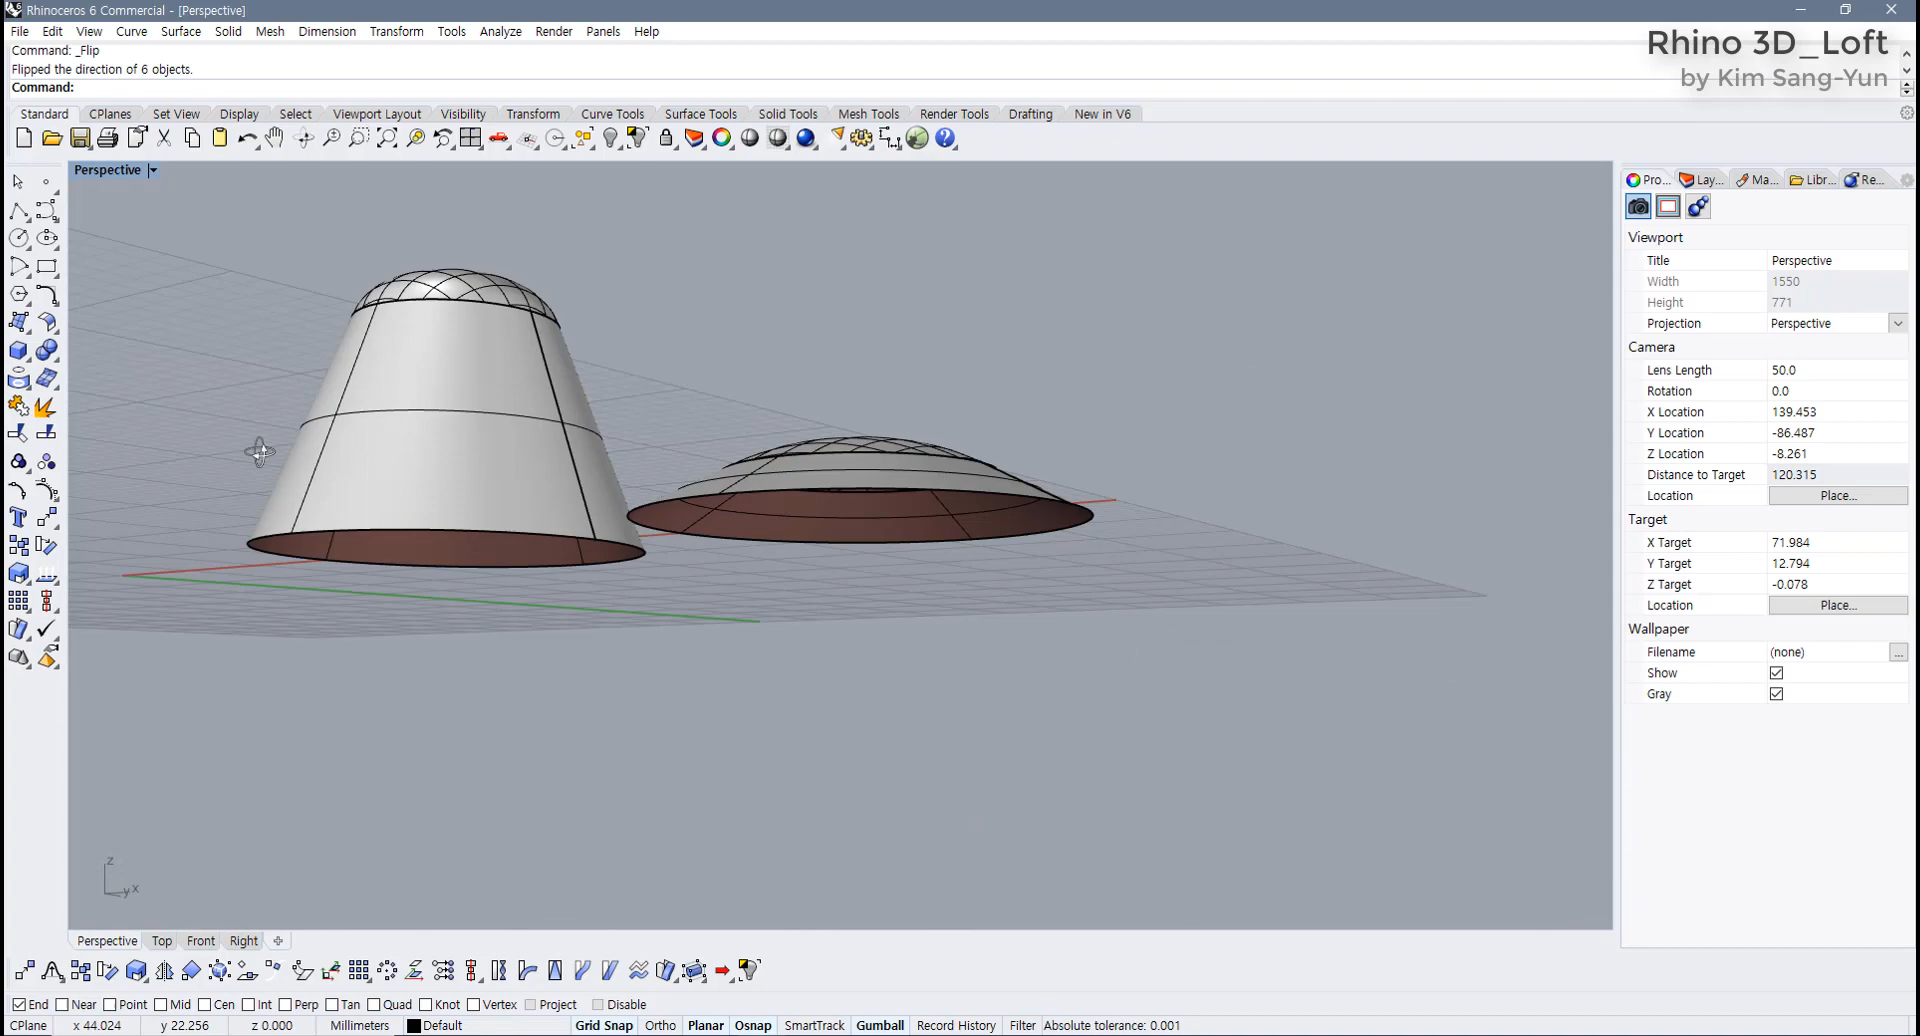 Rhinoceros 6 Commercial - [Perspective]
File Edit View Curve Surface Solid Mesh Dimension Transform Tools Analyze Render Panels Help
Rhino 3D_Loft
by Kim Sang-Yun
Command: _Flip
Flipped the direction of 6 objects.
Command:
Standard CPlanes Set View Display Select Viewport Layout Visibility Transform Curve Tools Surface Tools Solid Tools Mesh Tools Render Tools Drafting New in V6
Perspective
Pro... Lay... Ma... Libr... Re...
Viewport
Title Perspective
Width 1550
Height 771
Projection Perspective
Camera
Lens Length 50.0
Rotation 0.0
X Location 139.453
Y Location -86.487
Z Location -8.261
Distance to Target 120.315
Location Place...
Target
X Target 71.984
Y Target 12.794
Z Target -0.078
Location Place...
Wallpaper
Filename (none) ...
Show
Gray
z
y x
Perspective Top Front Right
End Near Point Mid Cen Int Perp Tan Quad Knot Vertex Project Disable
CPlane x 44.024 y 22.256 z 0.000 Millimeters Default Grid Snap Ortho Planar Osnap SmartTrack Gumball Record History Filter Absolute tolerance: 0.001